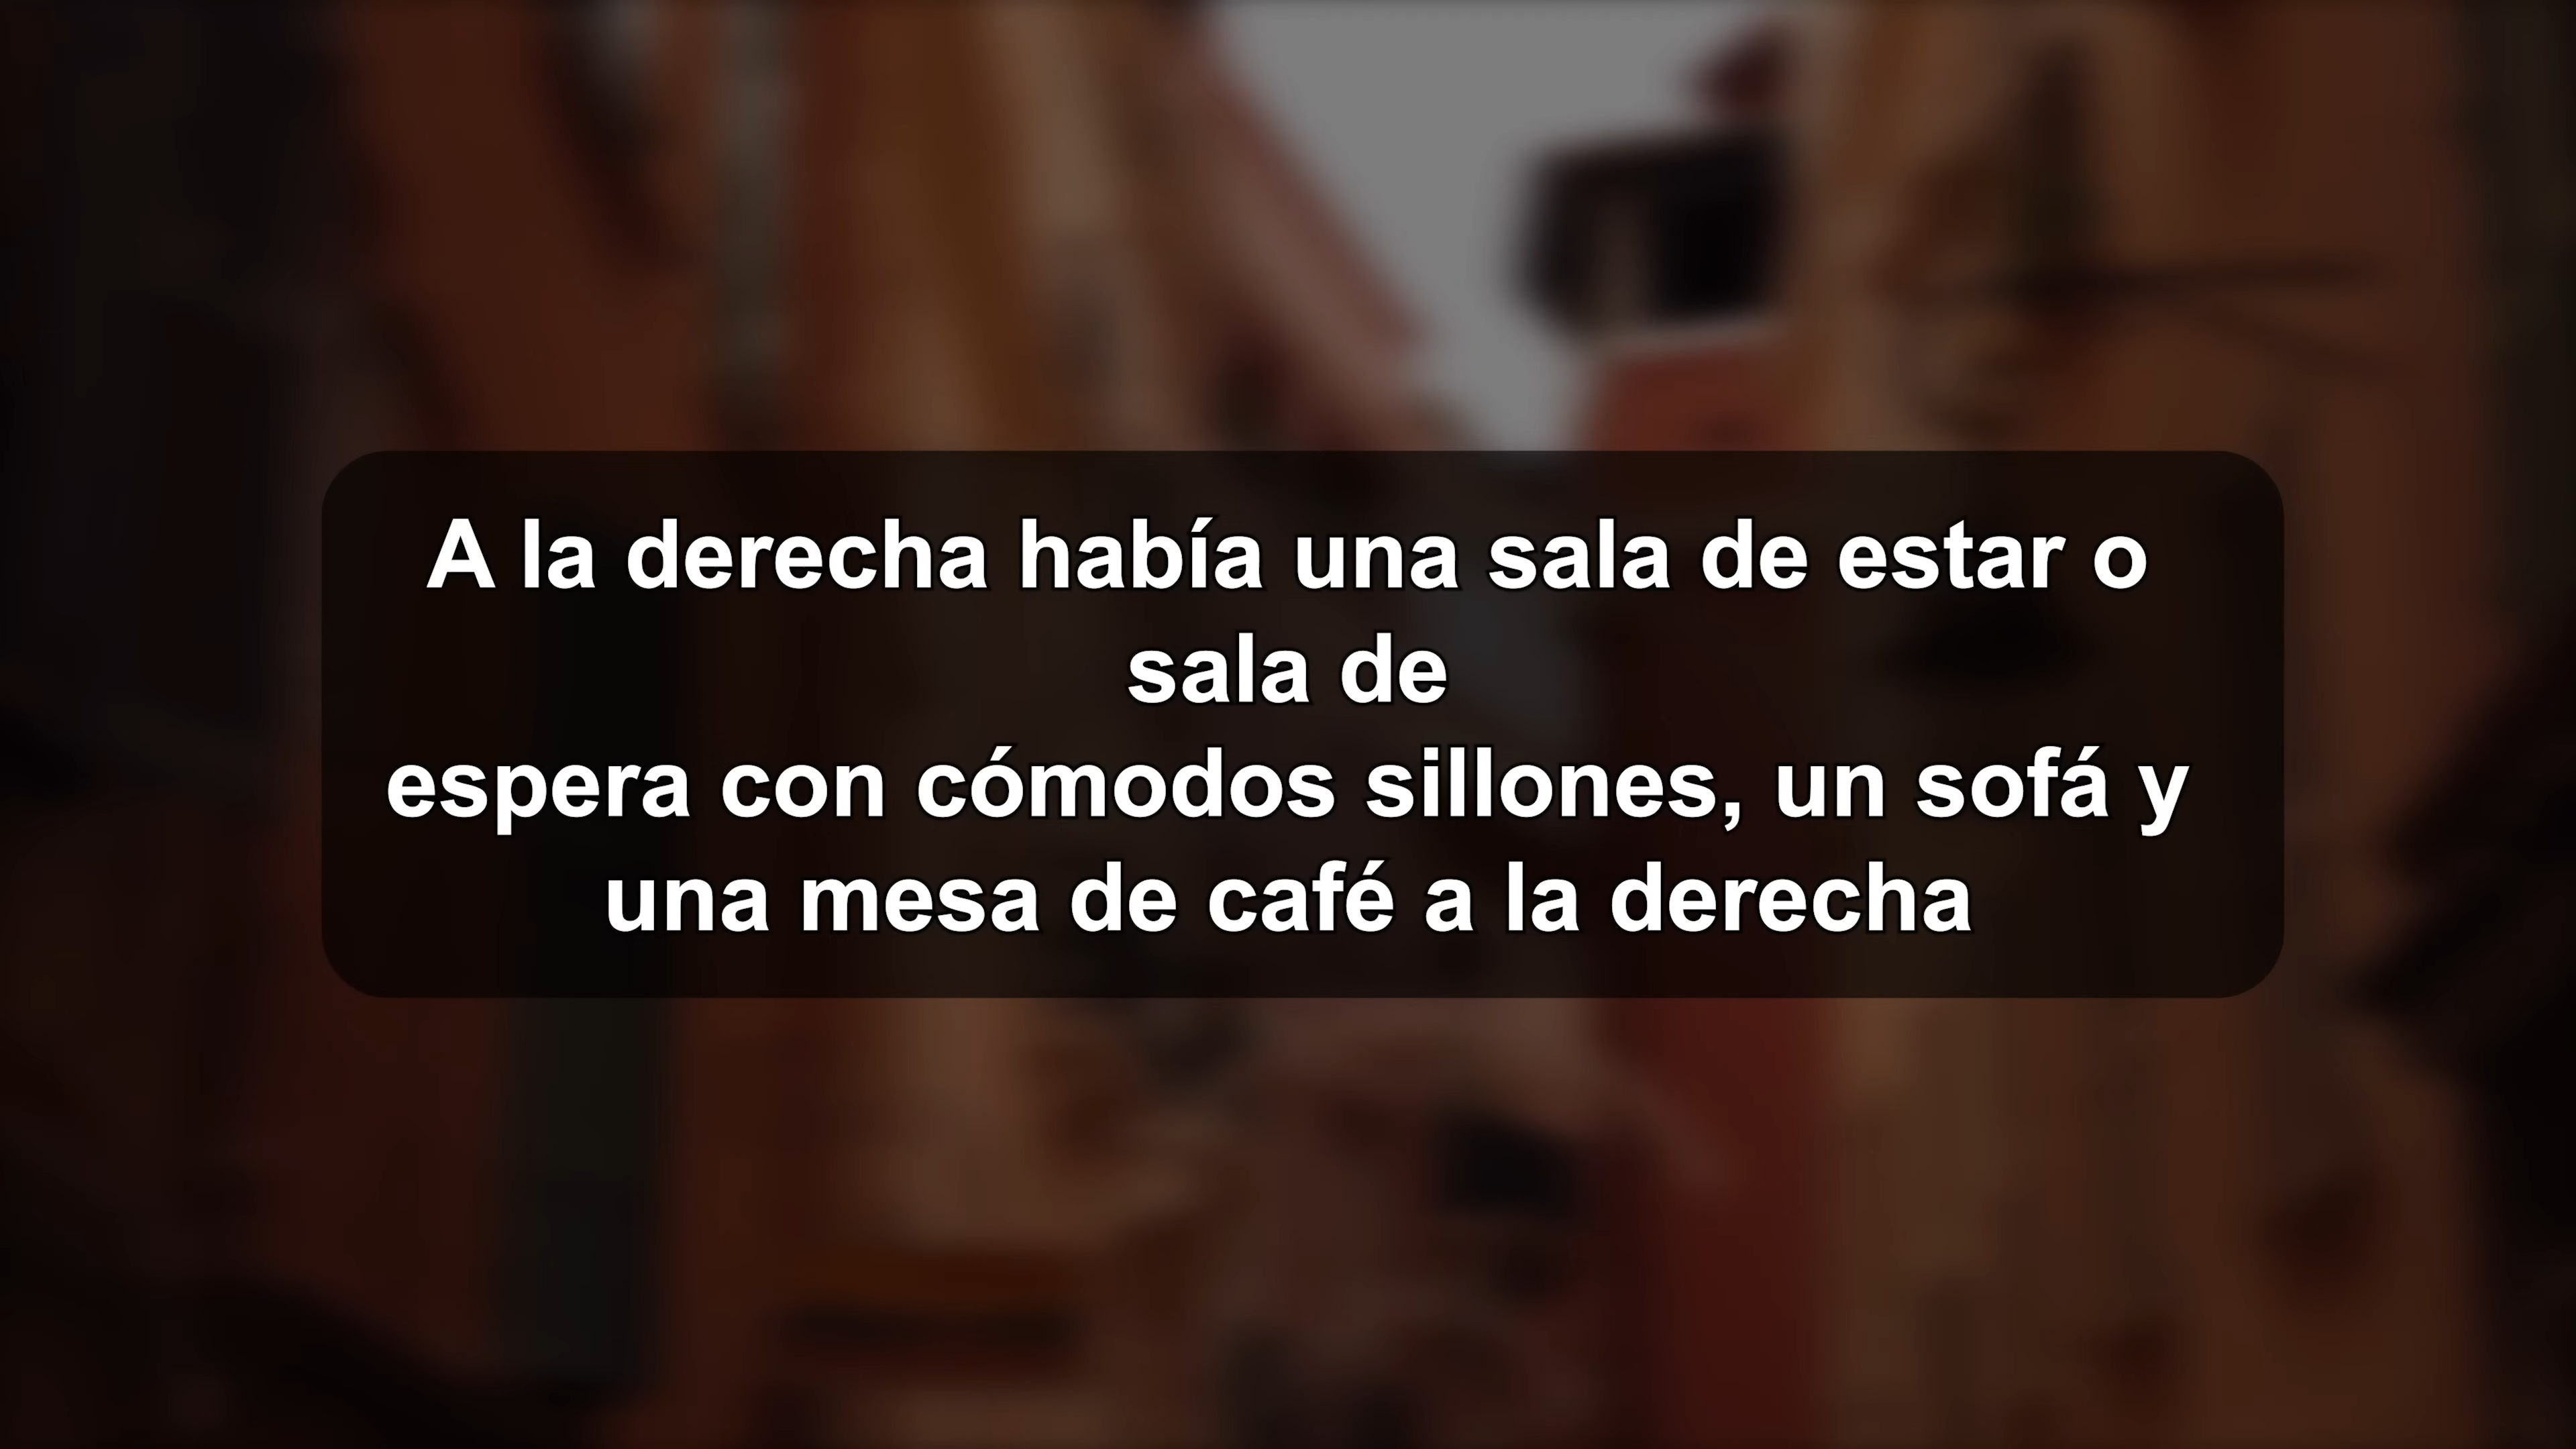 A la derecha había una sala de estar o
sala de
espera con cómodos sillones, un sofá y
una mesa de café a la derecha